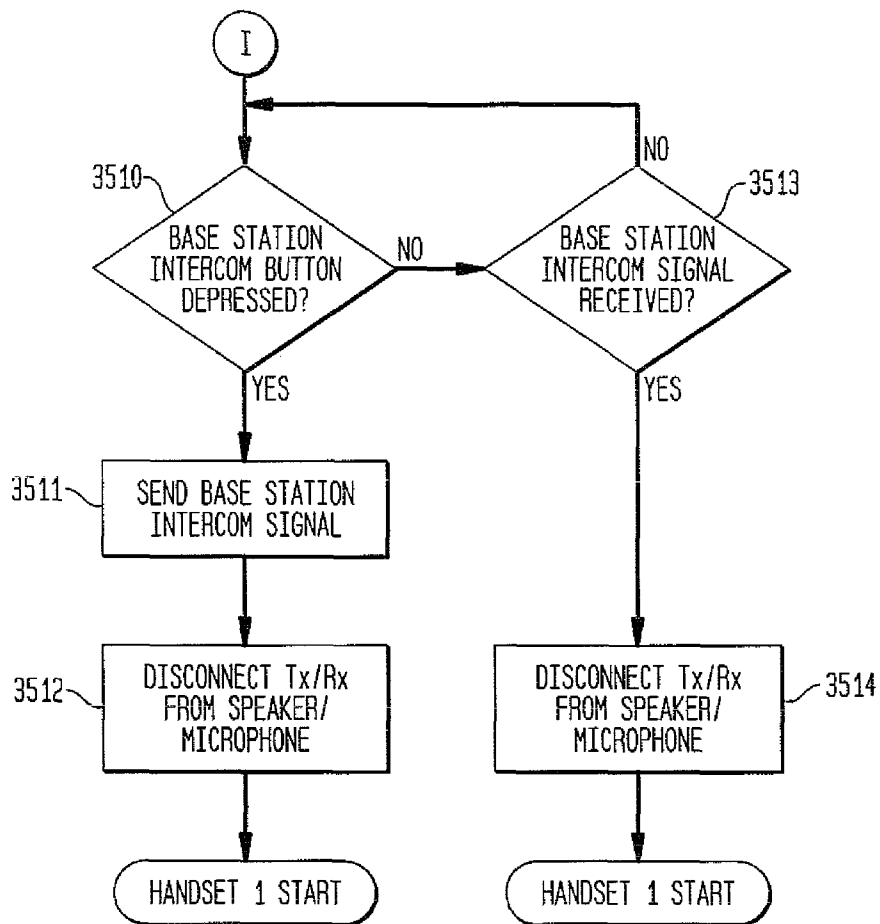 I
NO
3510
3513
BASE STATION
INTERCOM BUTTON
DEPRESSED?
NO
BASE STATION
INTERCOM SIGNAL
RECEIVED?
YES
YES
3511
SEND BASE STATION
INTERCOM SIGNAL
3512
DISCONNECT Tx/Rx
FROM SPEAKER/
MICROPHONE
DISCONNECT Tx/Rx
FROM SPEAKER/
MICROPHONE
3514
HANDSET 1 START
HANDSET 1 START